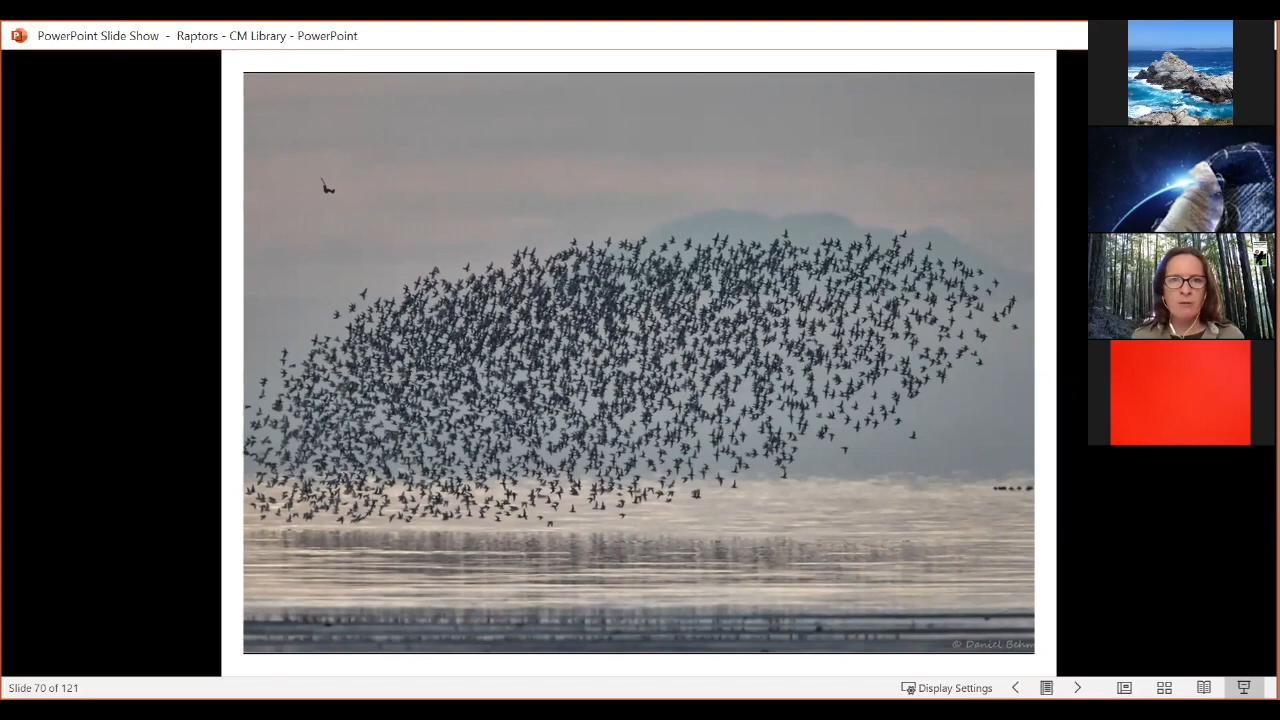 PowerPoint Slide Show - Raptors - CM Library - PowerPoint
© Daniel Behm
Slide 70 of 121
Display Settings